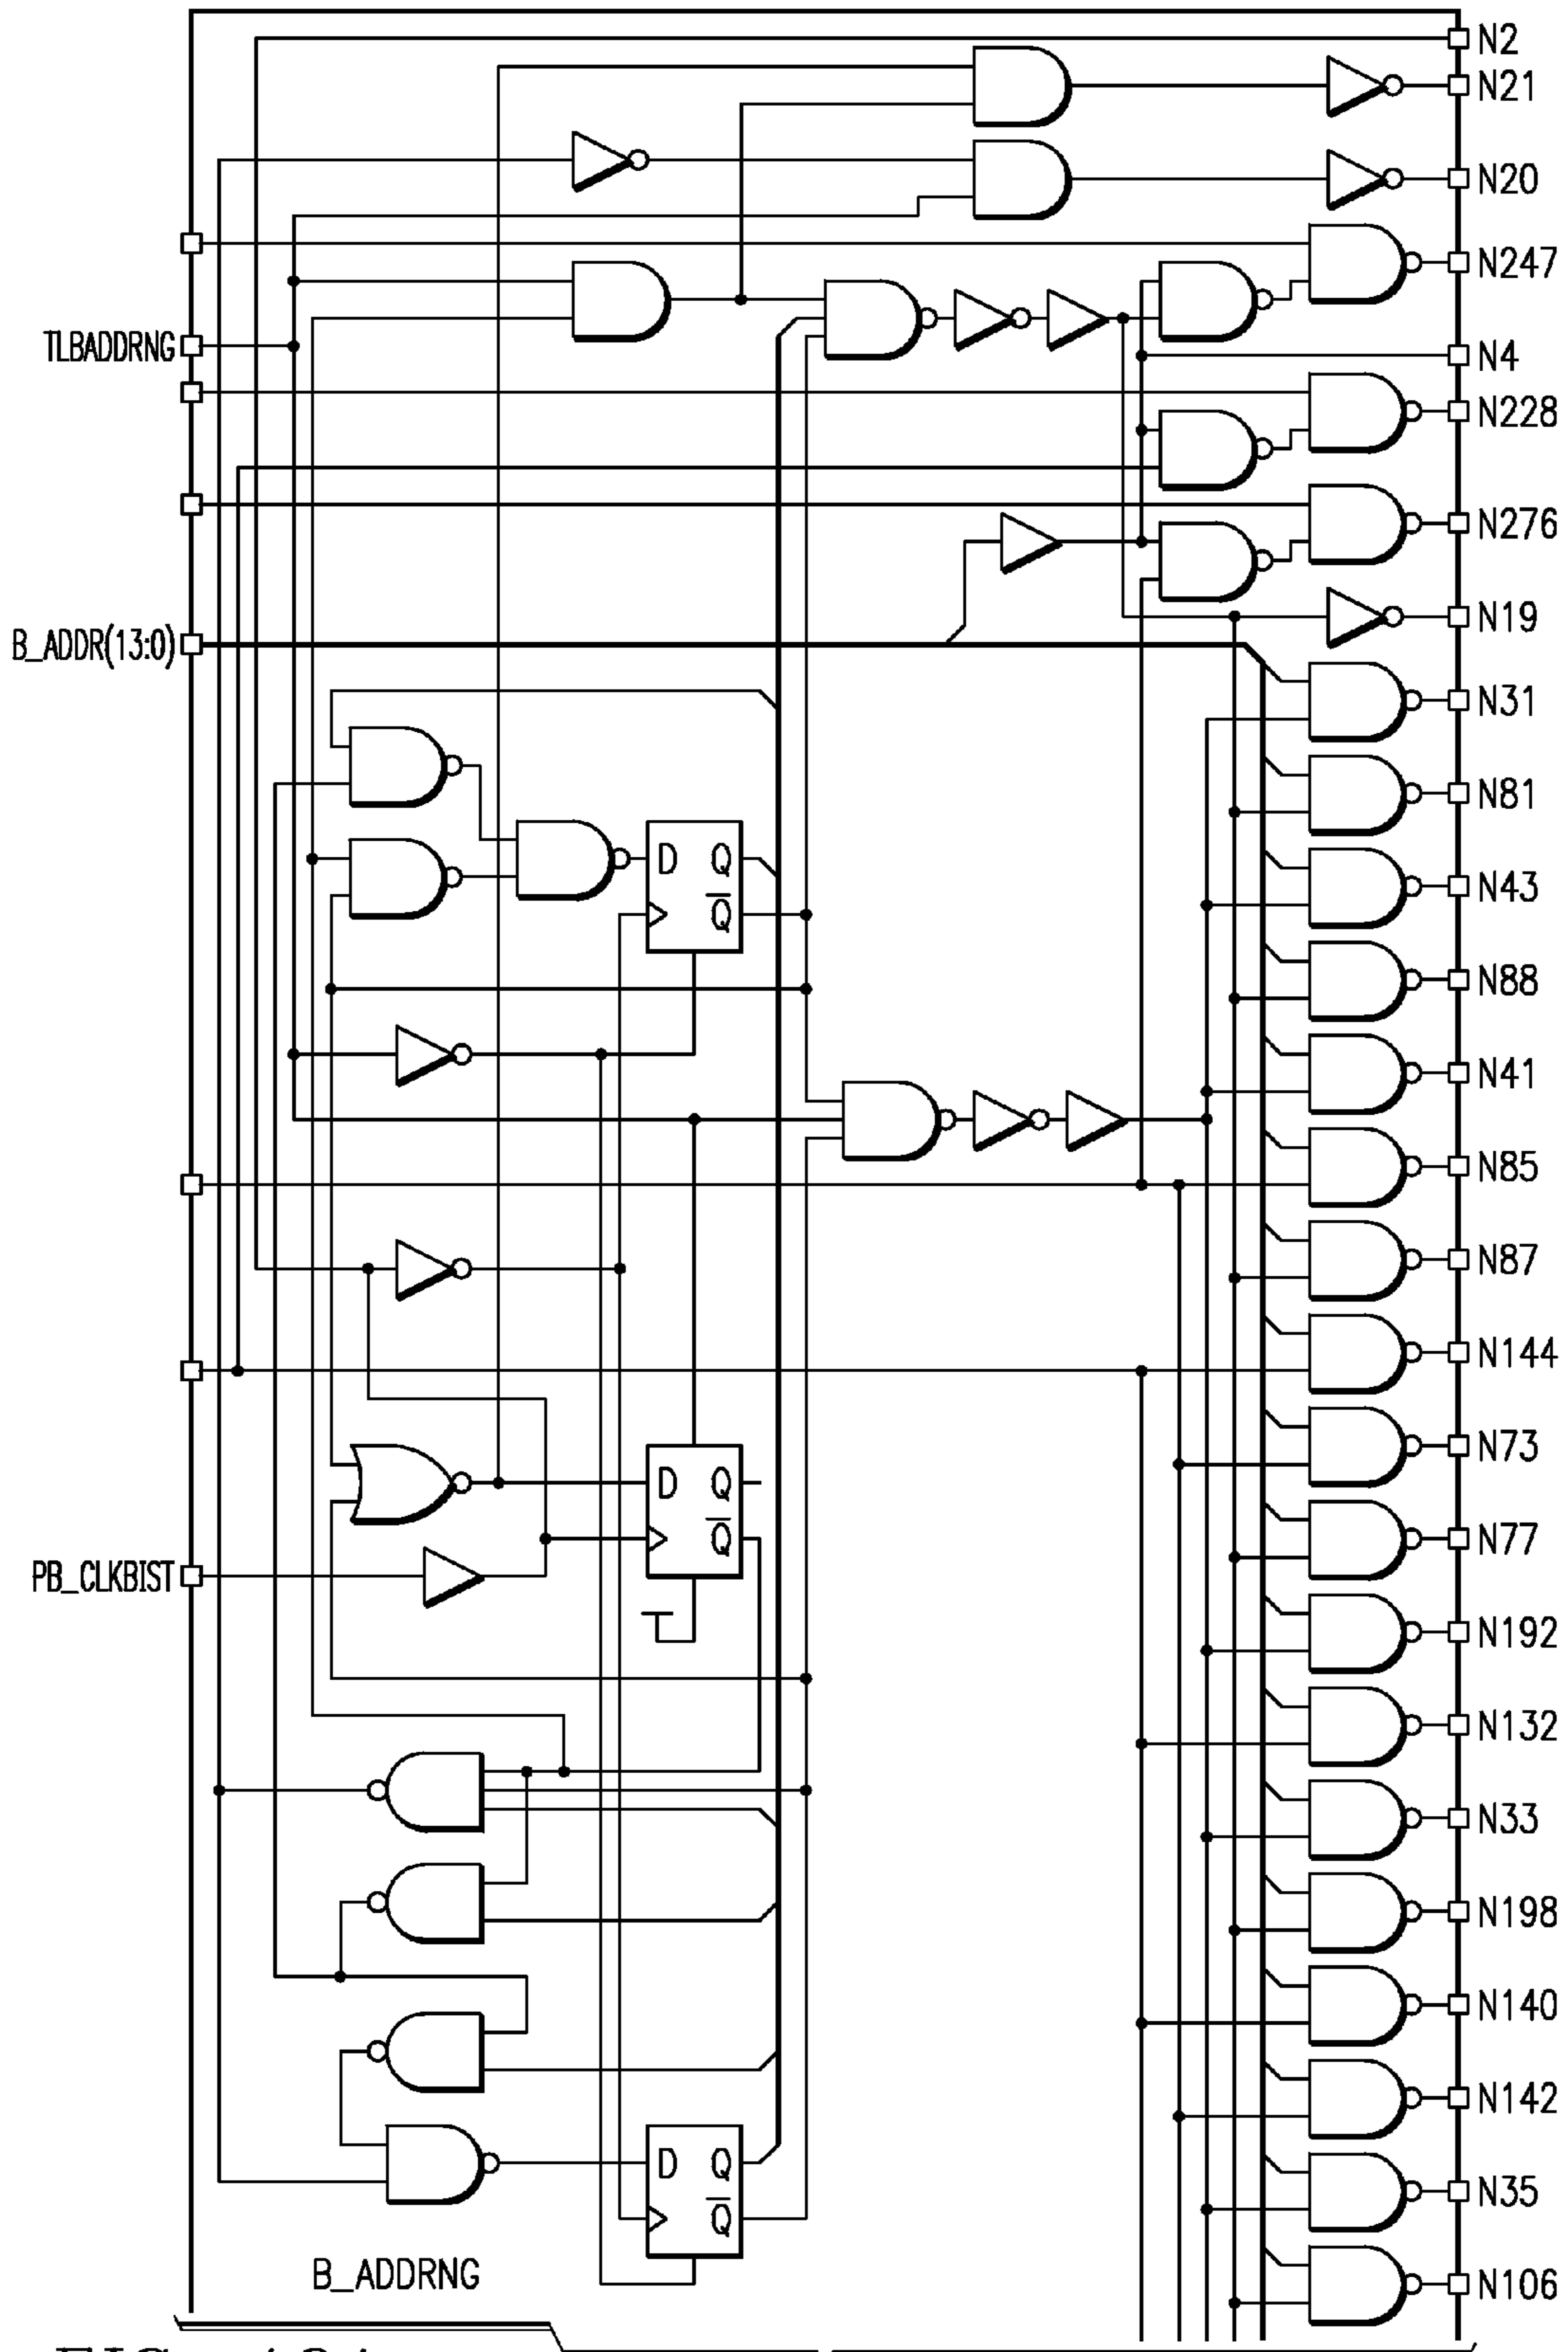 N2
N21
N20
N247
TLBADDRNG
N4
N228
N276
N19
B_ADDR(13:0)
N31
N81
D Q
Q
N43
N88
N41
N85
N87
N144
N73
D Q
Q
N77
PB_CLKBIST
N192
N132
N33
N198
N140
N142
D Q
Q
N35
B_ADDRNG
N106